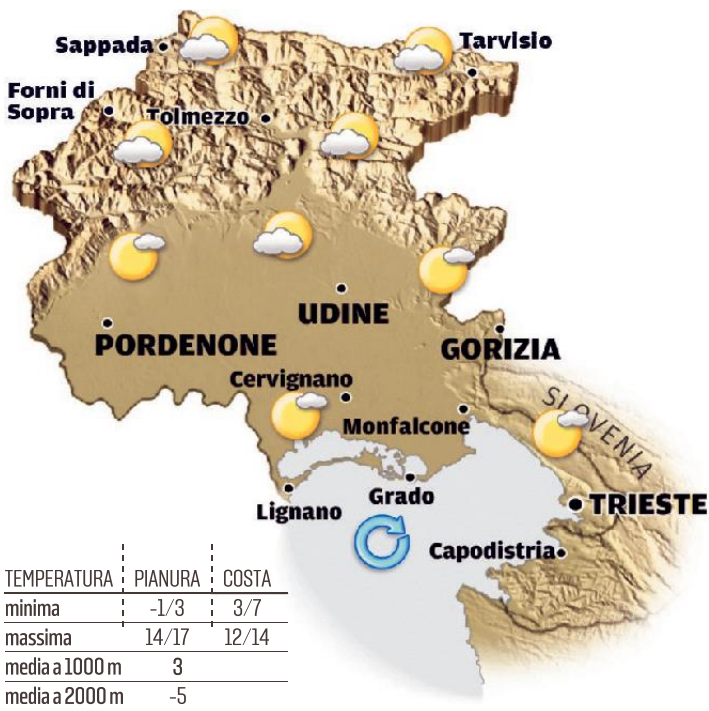 Sappada
Tarvisio
Forni di
Sopra
Tolmezzo
UDINE
PORDENONE
GORIZIA
Cervignano
SLOVENIA
Monfalcone
Grado
Lignano
TRIESTE
Capodistria
TEMPERATURA PIANURA COSTA
minima -1/3 3/7
massima 14/17 12/14
media a 1000 m 3
media a 2000 m -5